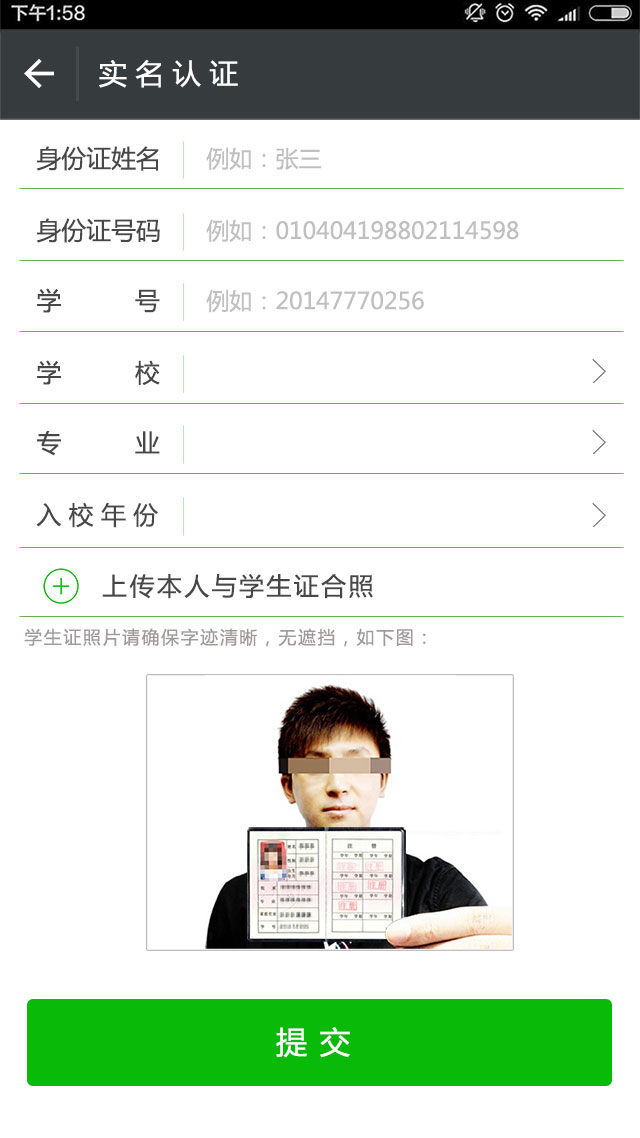 下午1:58
实名认证
身份证姓名 例如：张三
身份证号码 例如：010404198802114598
学号 例如：20147770256
学校
专业
入校年份
上传本人与学生证合照
学生证照片请确保字迹清晰，无遮挡，如下图：
注册
提交